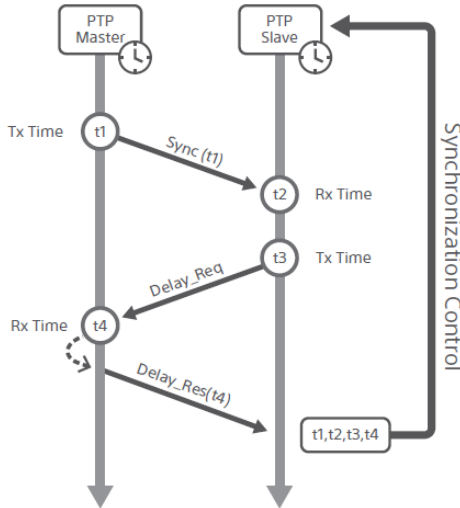 PTP
Master
PTP
Slave
Tx Time
t1
Sync (t1)
t2
Rx Time
t3
Tx Time
Delay_Req
Rx Time
t4
Delay_Res(t4)
t1,t2,t3,t4
Synchronization Control